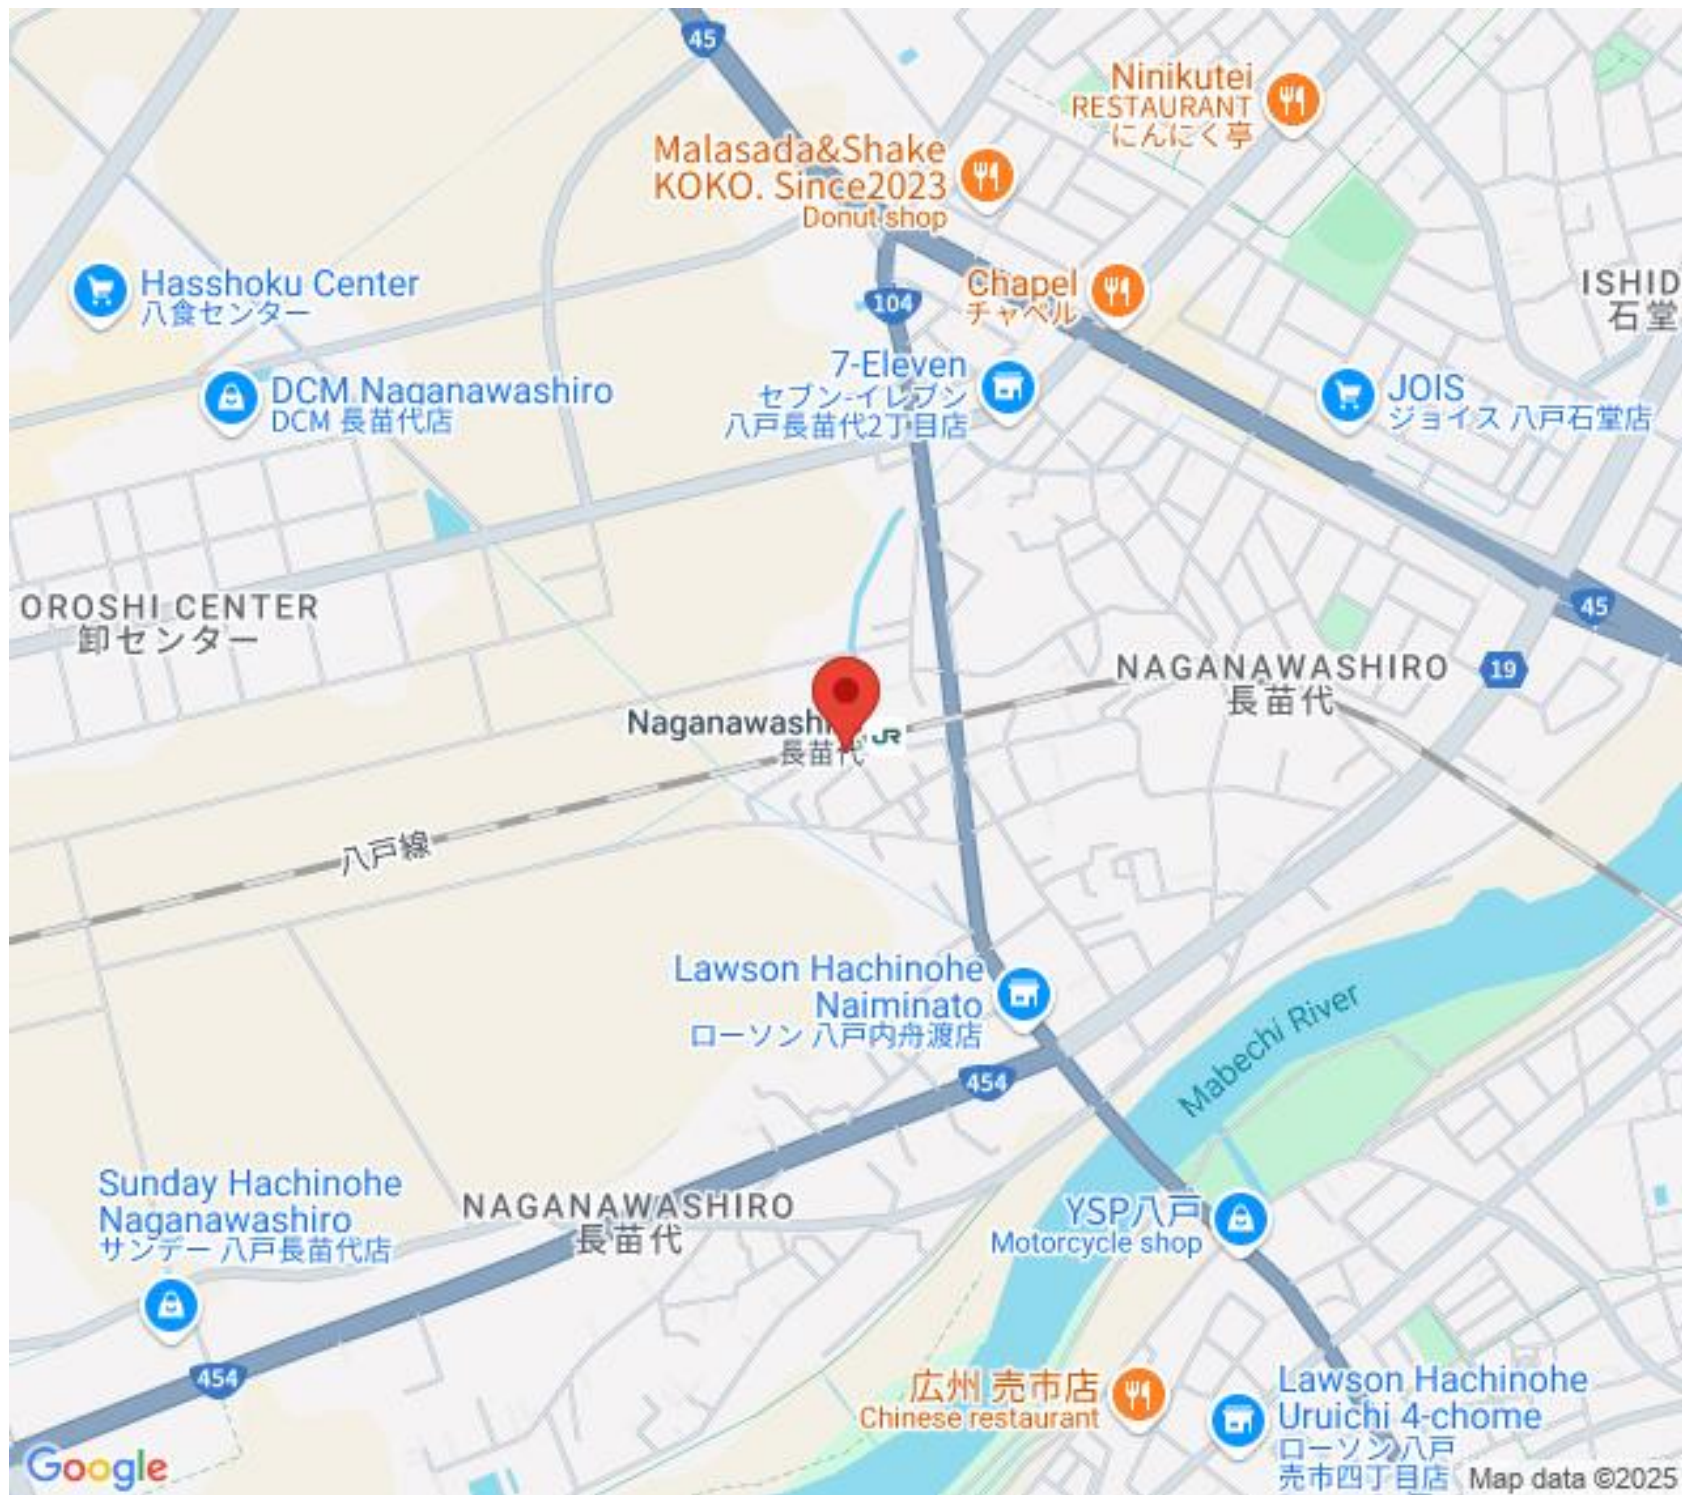 45
Ninikutei
RESTAURANT
にんにく亭
Malasada&Shake
KOKO. Since2023
Donut shop
Hasshoku Center
八食センター
104
Chapel
チャペル
ISHID
石堂
7-Eleven
セブン-イレブン
八戸長苗代2丁目店
DCM Naganawashiro
DCM 長苗代店
JOIS
ジョイス 八戸石堂店
OROSHI CENTER
卸センター
45
NAGANAWASHIRO
長苗代
19
Naganawashi
長苗代
JR
八戸線
Lawson Hachinohe
Naiminato
ローソン 八戸内舟渡店
Mabechi River
454
Sunday Hachinohe
Naganawashiro
サンデー 八戸長苗代店
NAGANAWASHIRO
長苗代
YSP八戸
Motorcycle shop
454
広州 売市店
Chinese restaurant
Lawson Hachinohe
Uruichi 4-chome
ローソン 八戸
売市四丁目店
Google
Map data ©2025